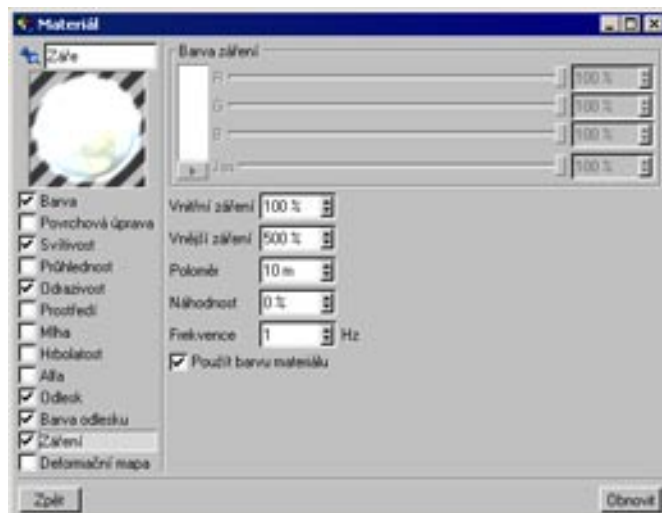 Materiál
Záře
Barva záření
R 100 %
G 100 %
B 100 %
Jas 100 %
Barva
Povrchová úprava
Svítivost
Průhlednost
Odrazivost
Prostředí
Mlha
Hrbolatost
Alfa
Odlesk
Barva odlesku
Záření
Deformační mapa
Vnitřní záření 100 %
Vnější záření 500 %
Poloměr 10 m
Náhodnost 0 %
Frekvence 1 Hz
Použít barvu materiálu
Zpět
Obnovit